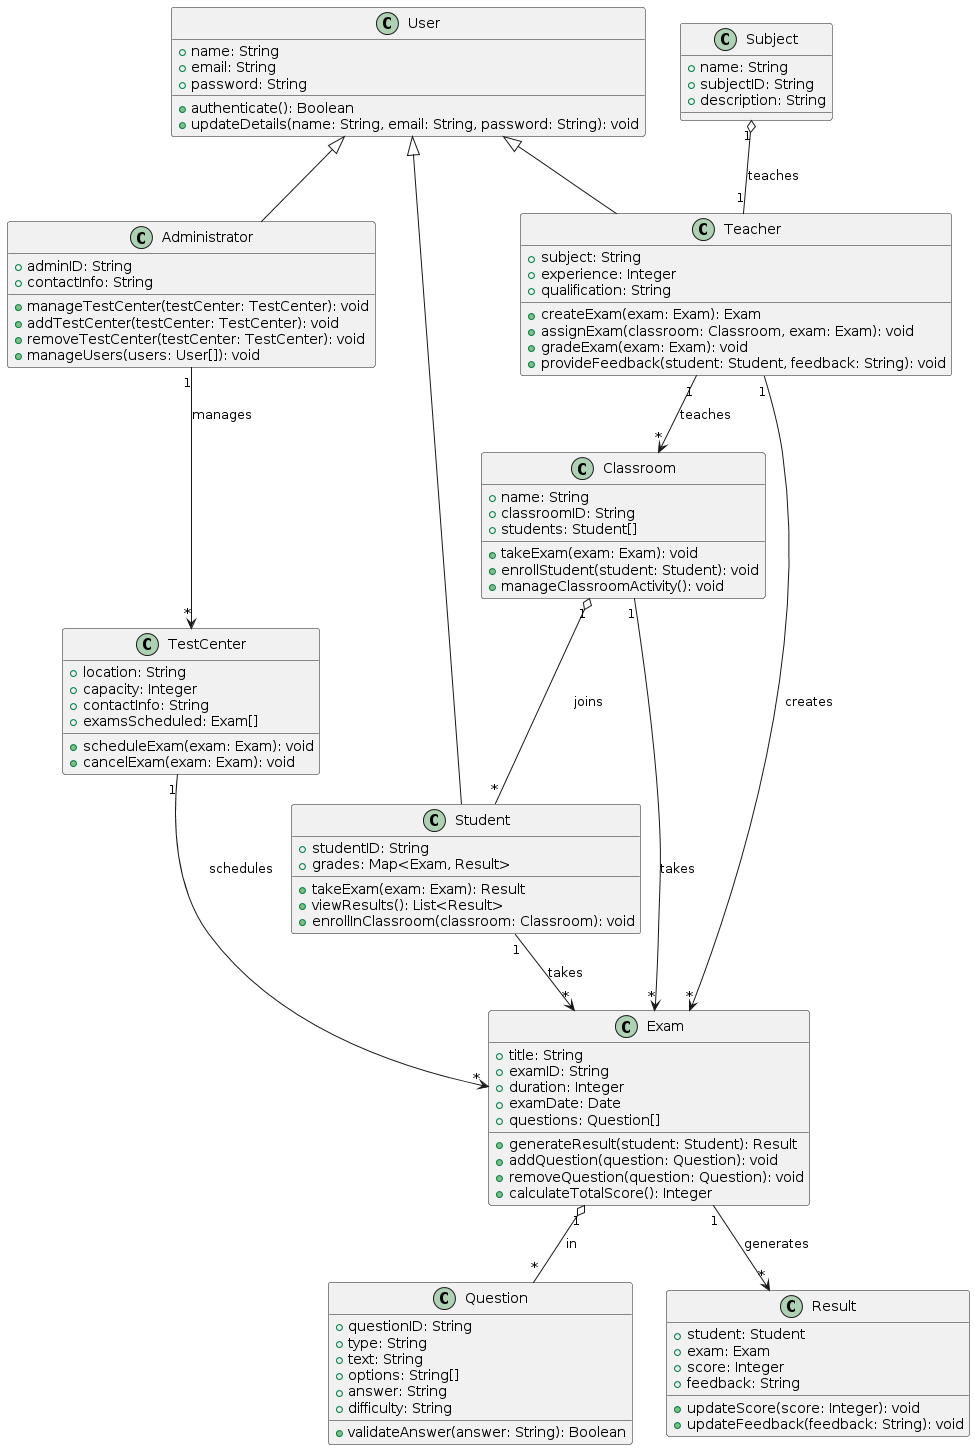 C User
name: String
email: String
password: String
authenticate(): Boolean
updateDetails(name: String, email: String, password: String): void
C Subject
name: String
subjectID: String
description: String
1
teaches
1
C Administrator
adminID: String
contactInfo: String
manageTestCenter(testCenter: TestCenter): void
addTestCenter(testCenter: TestCenter): void
removeTestCenter(testCenter: TestCenter): void
manageUsers(users: User[]): void
C Teacher
subject: String
experience: Integer
qualification: String
createExam(exam: Exam): Exam
assignExam(classroom: Classroom, exam: Exam): void
gradeExam(exam: Exam): void
provideFeedback(student: Student, feedback: String): void
1
manages
*
1
teaches
*
1
creates
*
C Classroom
name: String
classroomID: String
students: Student[]
takeExam(exam: Exam): void
enrollStudent(student: Student): void
manageClassroomActivity(): void
1
joins
*
1
takes
*
C TestCenter
location: String
capacity: Integer
contactInfo: String
examsScheduled: Exam[]
scheduleExam(exam: Exam): void
cancelExam(exam: Exam): void
1
schedules
*
C Student
studentID: String
grades: Map<Exam, Result>
takeExam(exam: Exam): Result
viewResults(): List<Result>
enrollInClassroom(classroom: Classroom): void
1
takes
*
C Exam
title: String
examID: String
duration: Integer
examDate: Date
questions: Question[]
generateResult(student: Student): Result
addQuestion(question: Question): void
removeQuestion(question: Question): void
calculateTotalScore(): Integer
1
in
*
1
generates
*
C Question
questionID: String
type: String
text: String
options: String[]
answer: String
difficulty: String
validateAnswer(answer: String): Boolean
C Result
student: Student
exam: Exam
score: Integer
feedback: String
updateScore(score: Integer): void
updateFeedback(feedback: String): void